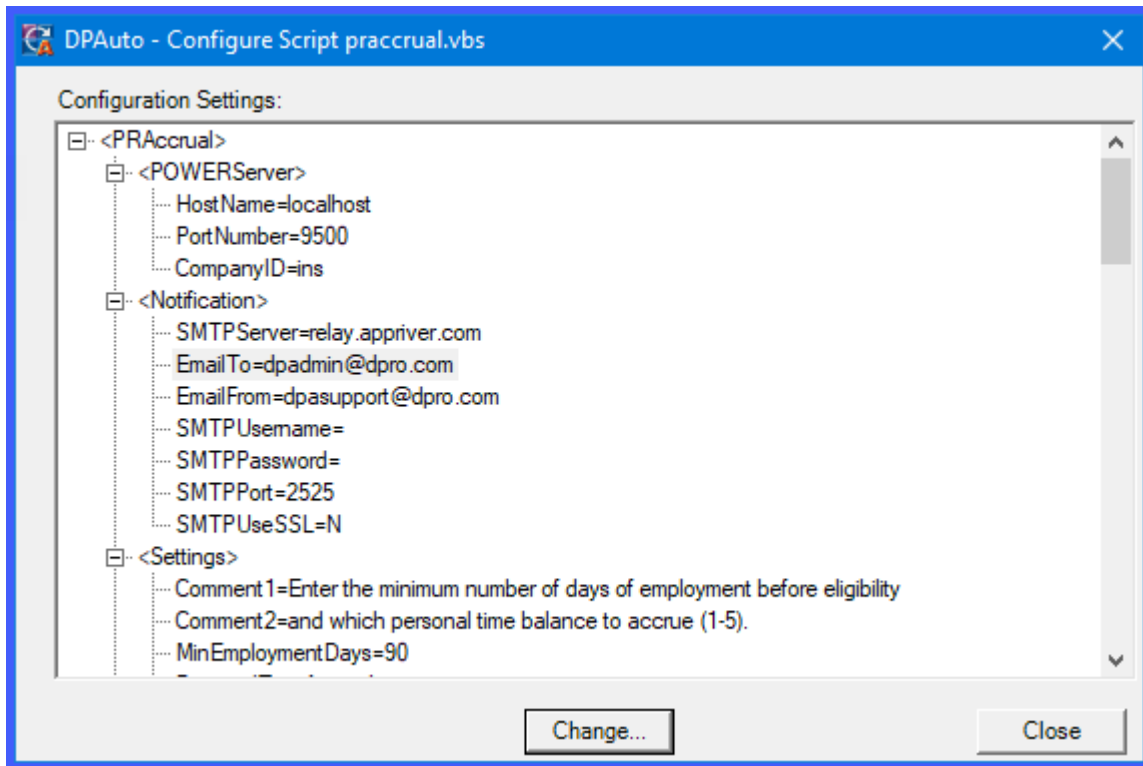 DPAuto - Configure Script praccrual.vbs
Configuration Settings:
<PRAccrual>
<POWERServer>
HostName=localhost
PortNumber=9500
CompanyID=ins
<Notification>
SMTPServer=relay.appriver.com
EmailTo=dpadmin@dpro.com
EmailFrom=dpasupport@dpro.com
SMTPUsername=
SMTPPassword=
SMTPPort=2525
SMTPUseSSL=N
<Settings>
Comment1=Enter the minimum number of days of employment before eligibility
Comment2=and which personal time balance to accrue (1-5).
MinEmploymentDays=90
Change...
Close